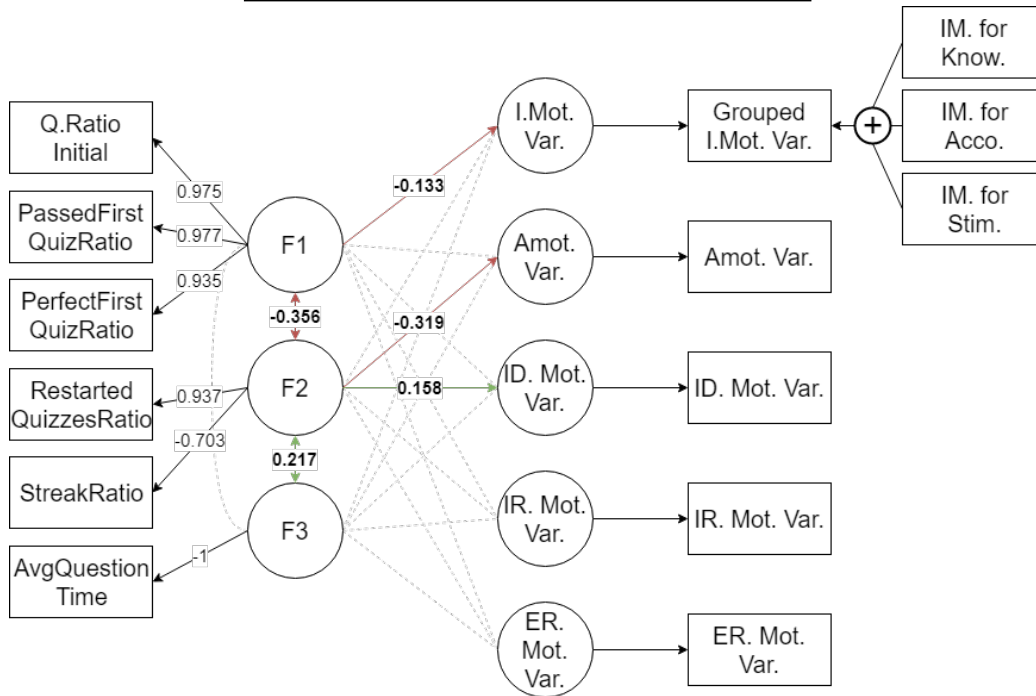 Q.Ratio
Initial
PassedFirst
QuizRatio
PerfectFirst
QuizRatio
Restarted
QuizzesRatio
StreakRatio
AvgQuestion
Time
0.975
0.977
0.935
0.937
-0.703
-1
F1
-0.356
F2
0.217
F3
-0.133
-0.319
0.158
I.Mot.
Var.
Amot.
Var.
ID. Mot.
Var.
IR. Mot.
Var.
ER.
Mot.
Var.
Grouped
I.Mot. Var.
Amot. Var.
ID. Mot. Var.
IR. Mot. Var.
ER. Mot.
Var.
+
IM. for
Know.
IM. for
Acco.
IM. for
Stim.